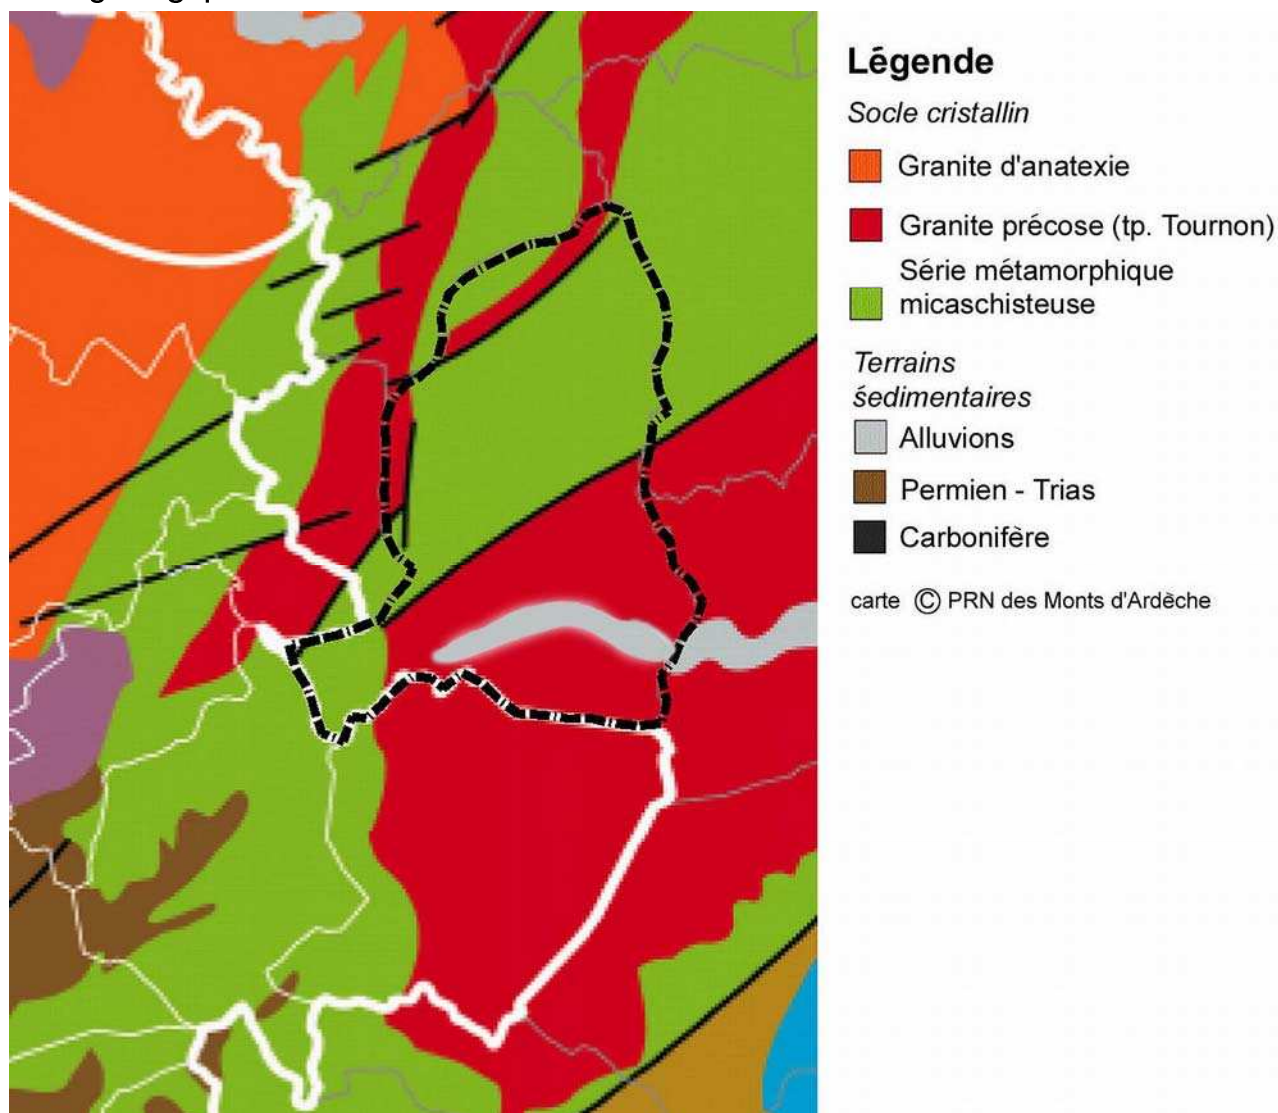 Légende
Socle cristallin
Granite d'anatexie
Granite précose (tp. Tournon)
Série métamorphique
micaschisteuse
Terrains
śedimentaires
Alluvions
Permien - Trias
Carbonifère
carte © PRN des Monts d'Ardèche